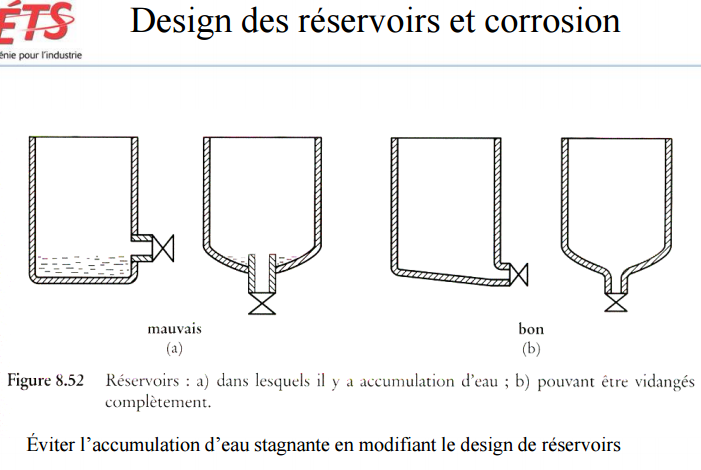 ÉTS
Design des réservoirs et corrosion
énie pour l'industrie
mauvais
bon
(a)
(b)
Figure 8.52 Réservoirs : a) dans lesquels il y a accumulation d'eau ; b) pouvant être vidangés
complètement.
Éviter l'accumulation d'eau stagnante en modifiant le design de réservoirs